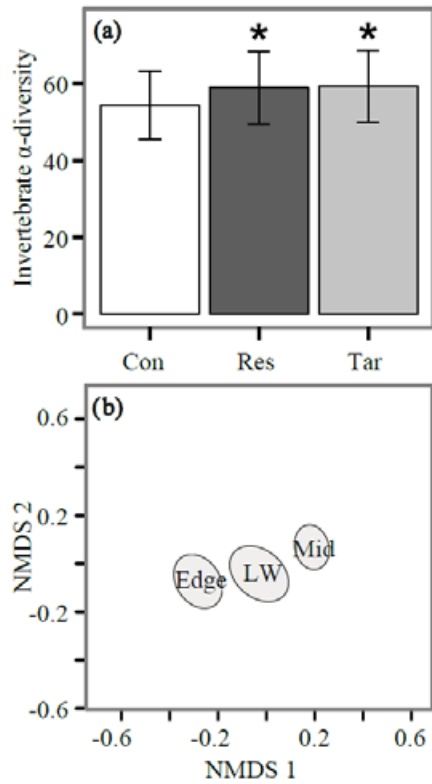 (a)
* *
Invertebrate α-diversity
60
40
20
0
Con Res Tar
(b)
NMDS 2
0.6
0.2
-0.2
-0.6
Edge LW Mid
-0.6 -0.2 0.2 0.6
NMDS 1